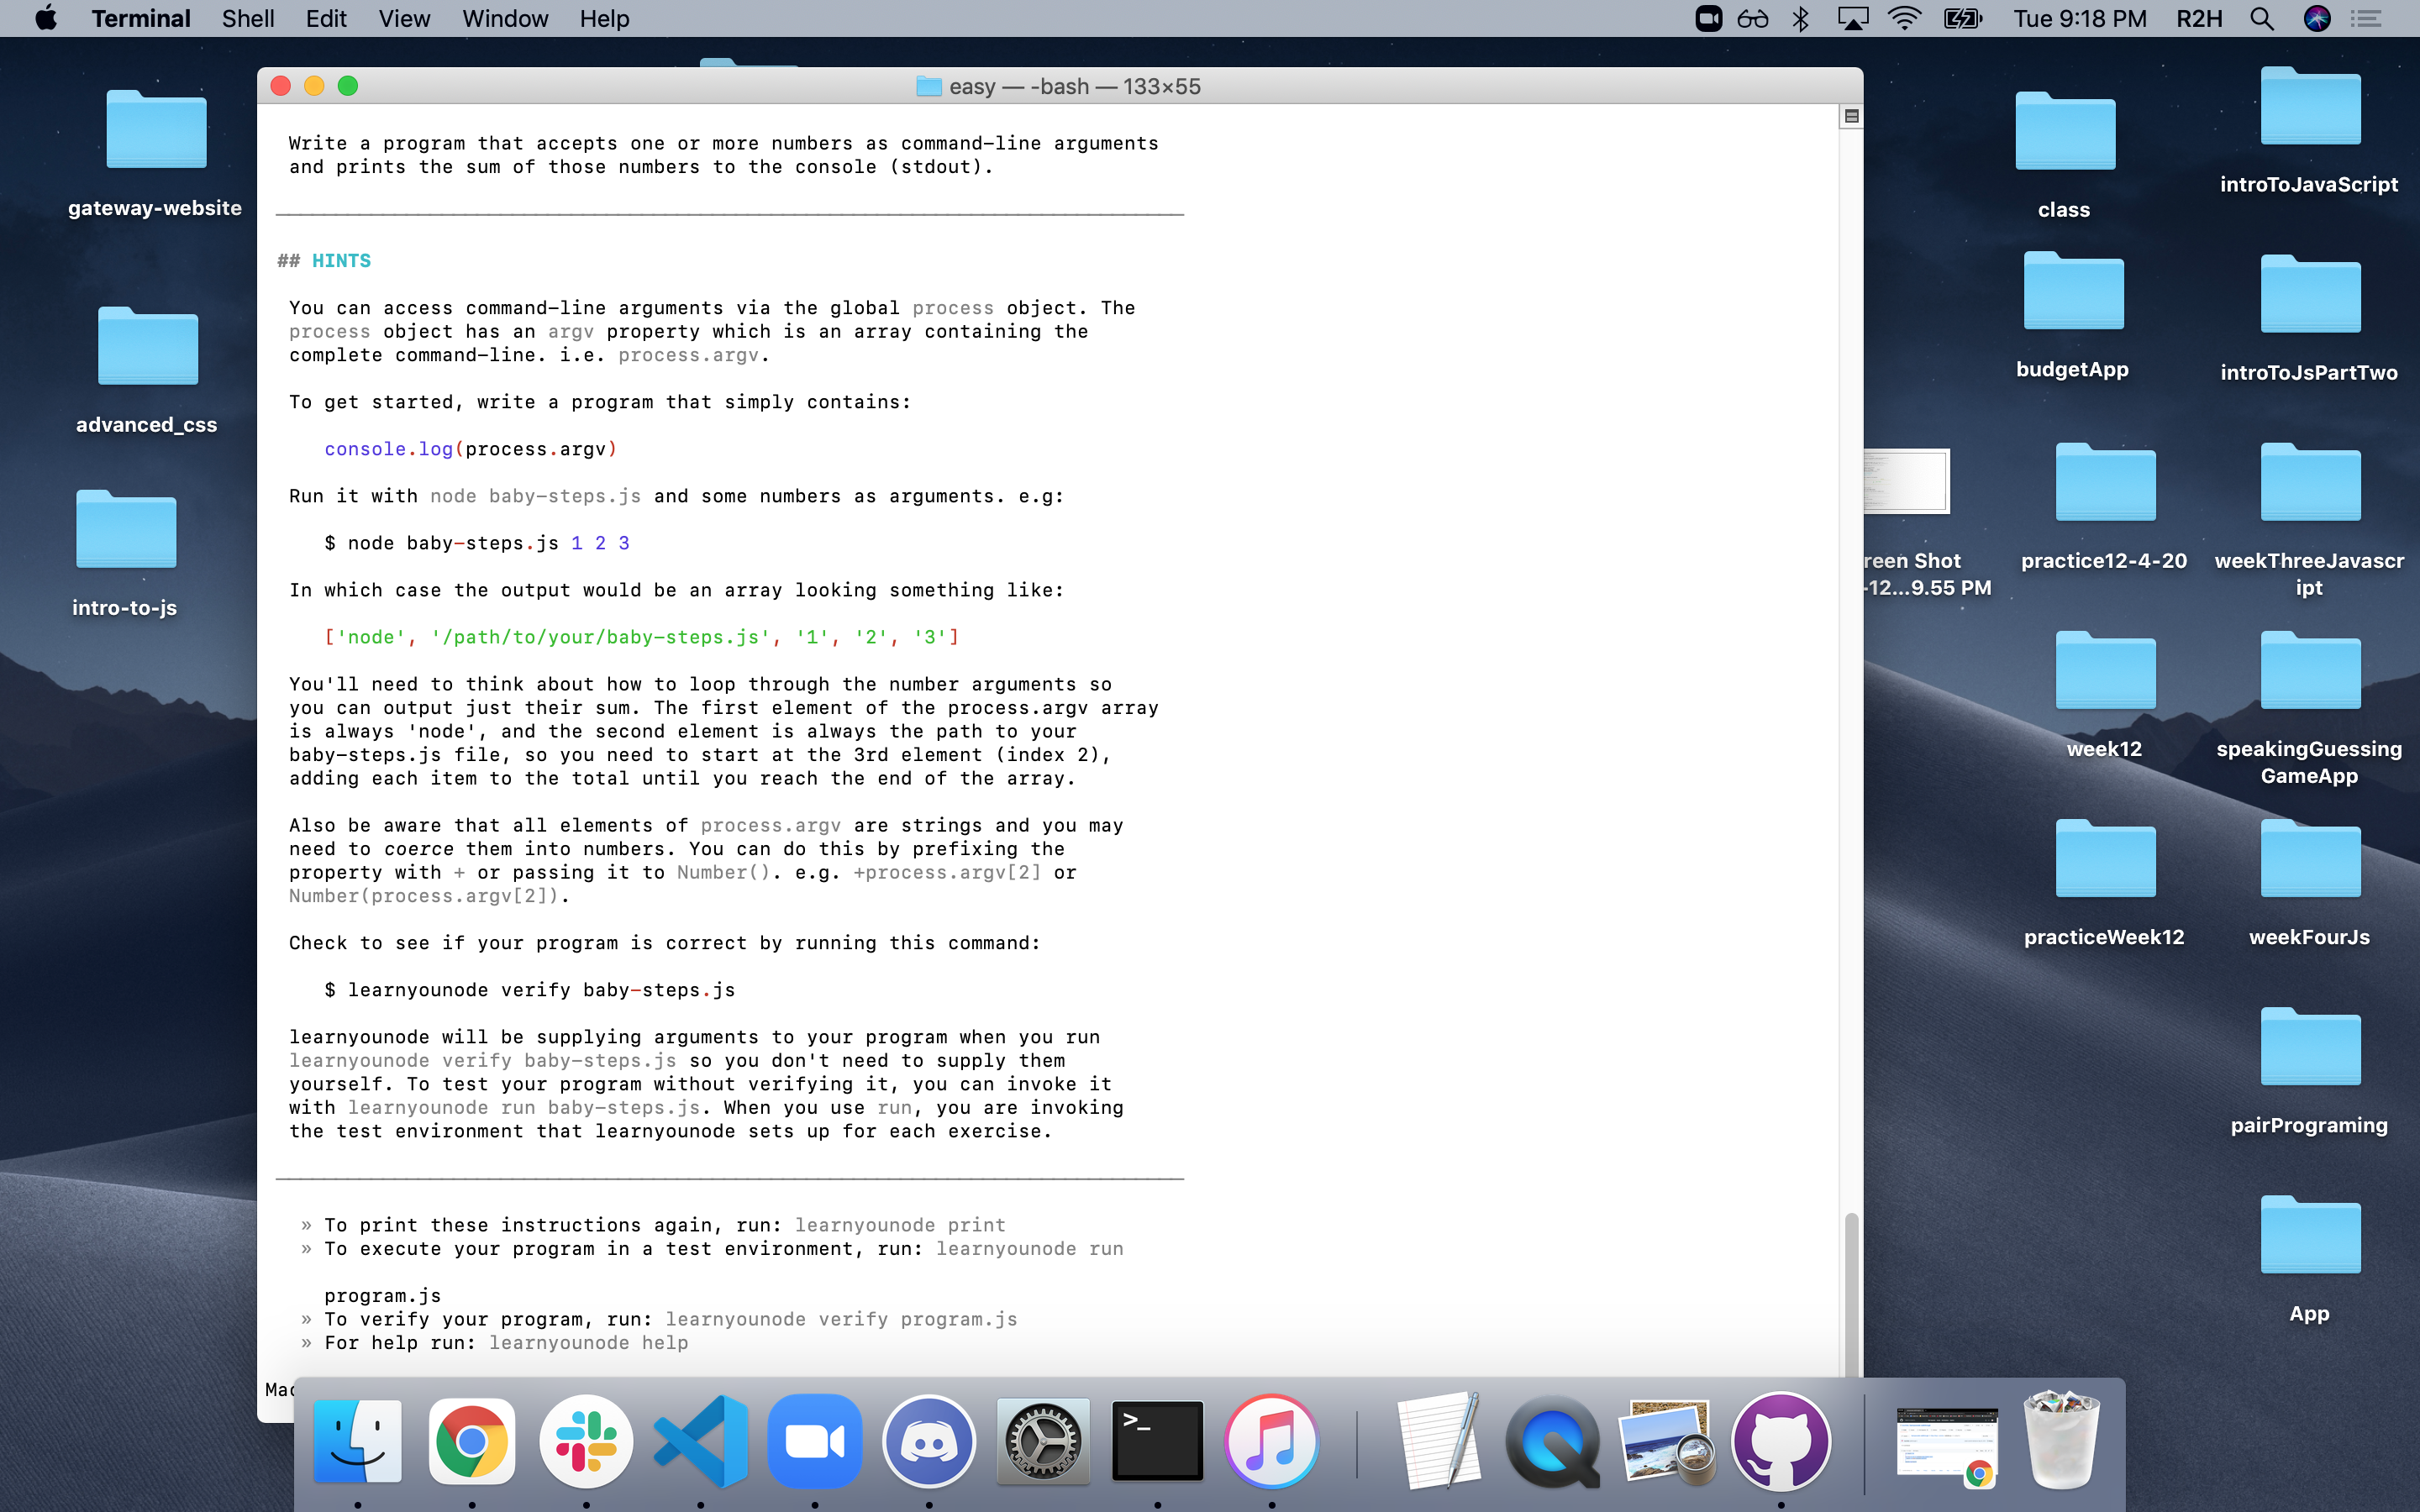 Terminal Shell Edit View Window Help Tue 9:18 PM R2H
easy — -bash — 133×55
Write a program that accepts one or more numbers as command-line arguments
and prints the sum of those numbers to the console (stdout).
## HINTS
You can access command-line arguments via the global process object. The
process object has an argv property which is an array containing the
complete command-line. i.e. process.argv.
To get started, write a program that simply contains:
console.log(process.argv)
Run it with node baby-steps.js and some numbers as arguments. e.g:
$ node baby-steps.js 1 2 3
In which case the output would be an array looking something like:
['node', '/path/to/your/baby-steps.js', '1', '2', '3']
You'll need to think about how to loop through the number arguments so
you can output just their sum. The first element of the process.argv array
is always 'node', and the second element is always the path to your
baby-steps.js file, so you need to start at the 3rd element (index 2),
adding each item to the total until you reach the end of the array.
Also be aware that all elements of process.argv are strings and you may
need to coerce them into numbers. You can do this by prefixing the
property with + or passing it to Number(). e.g. +process.argv[2] or
Number(process.argv[2]).
Check to see if your program is correct by running this command:
$ learnyounode verify baby-steps.js
learnyounode will be supplying arguments to your program when you run
learnyounode verify baby-steps.js so you don't need to supply them
yourself. To test your program without verifying it, you can invoke it
with learnyounode run baby-steps.js. When you use run, you are invoking
the test environment that learnyounode sets up for each exercise.
» To print these instructions again, run: learnyounode print
» To execute your program in a test environment, run: learnyounode run
program.js
» To verify your program, run: learnyounode verify program.js
» For help run: learnyounode help
Mac
gateway-website
advanced_css
intro-to-js
class
budgetApp
reen Shot
-12...9.55 PM
practice12-4-20
week12
practiceWeek12
introToJavaScript
introToJsPartTwo
weekThreeJavascr
ipt
speakingGuessing
GameApp
weekFourJs
pairPrograming
App
>_